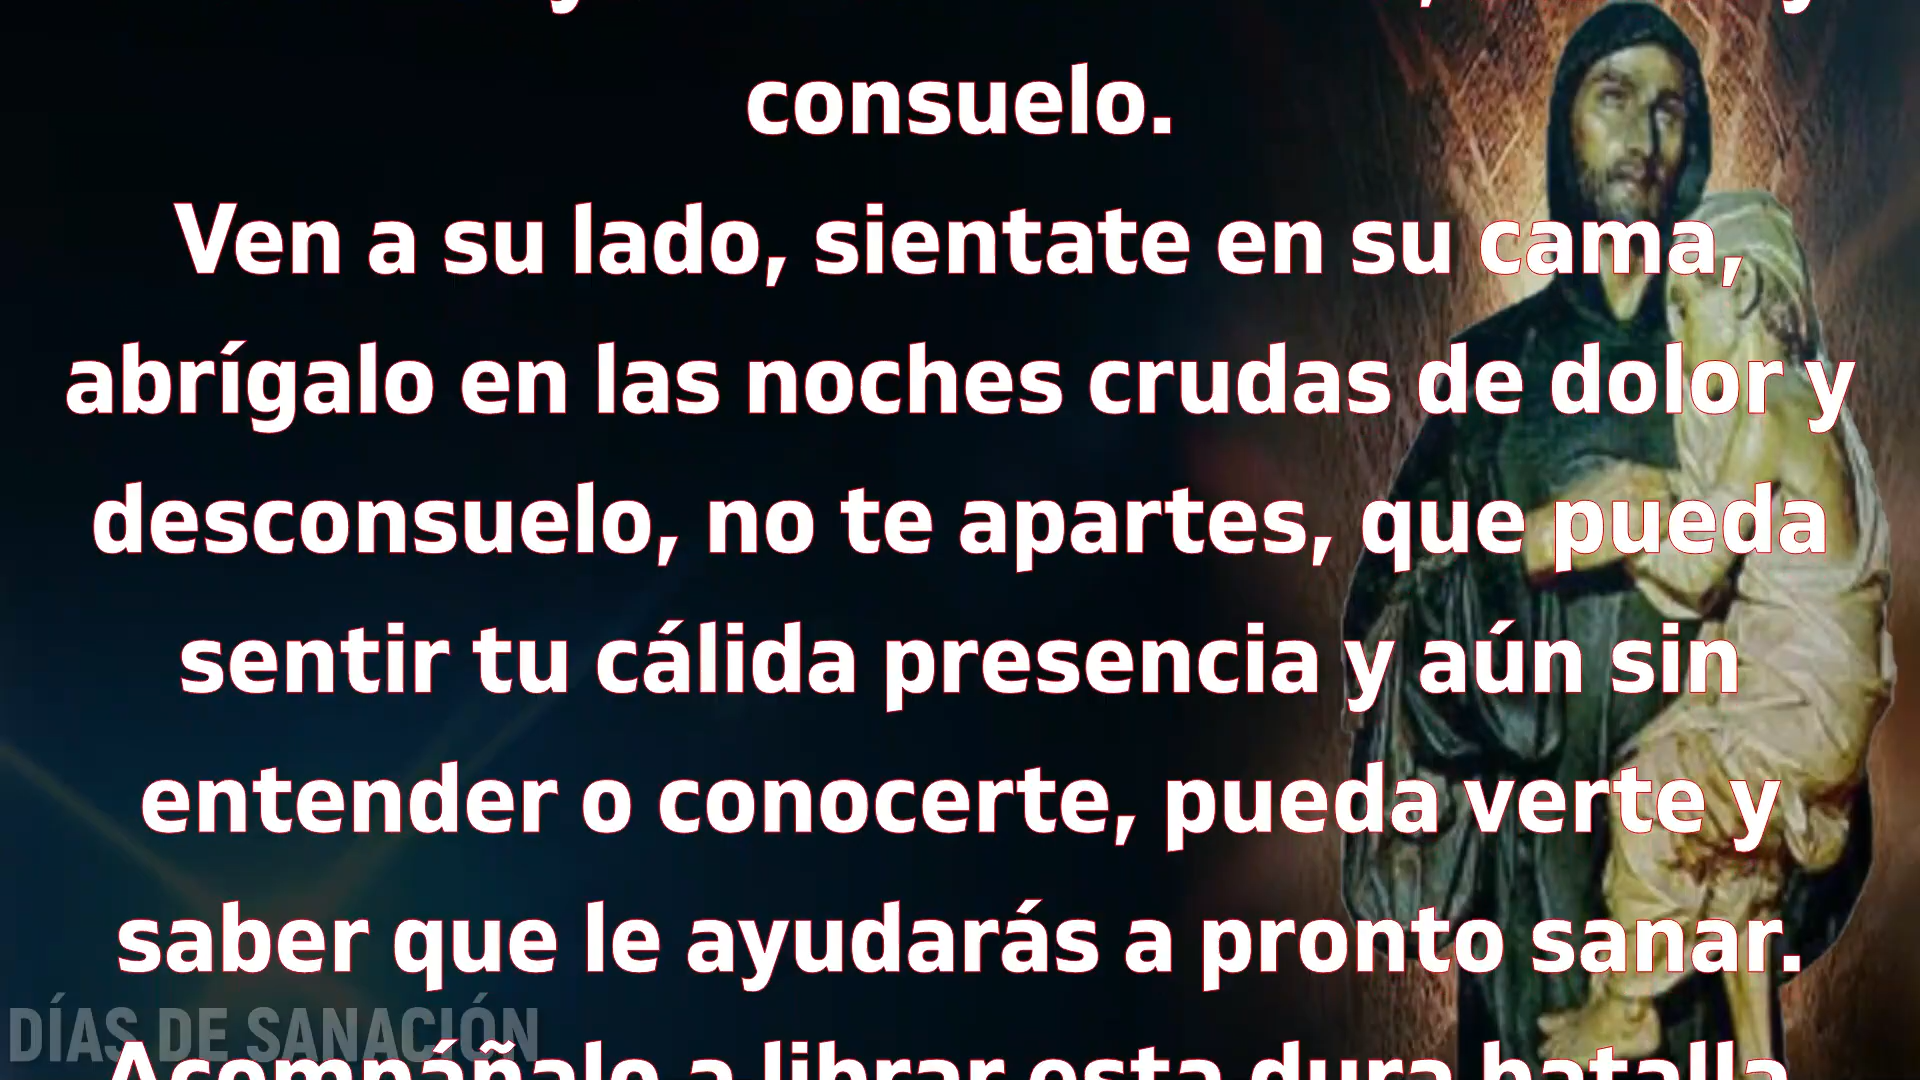 consuelo.
Ven a su lado, sientate en su cama,
abrígalo en las noches crudas de dolor y
desconsuelo, no te apartes, que pueda
sentir tu cálida presencia y aún sin
entender o conocerte, pueda verte y
saber que le ayudarás a pronto sanar.
DÍAS DE SANACIÓN
Acompáñalo a librar esta dura batalla